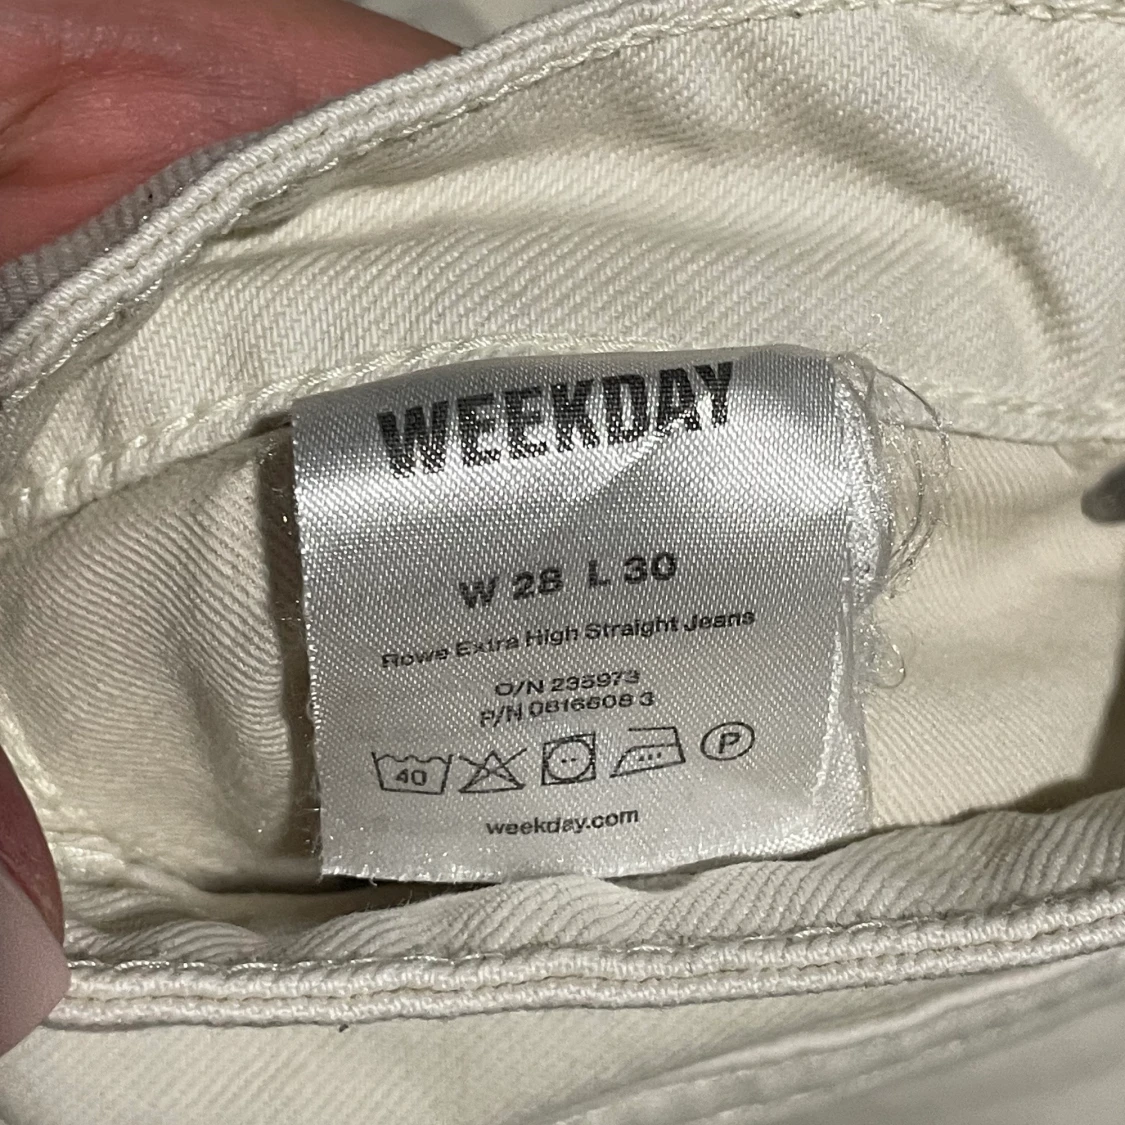 WEEKDAY
W 28 L 30
Rowe Extra High Straight Jeans
O/N 235973
P/N 0816608 3
40 P
weekday.com